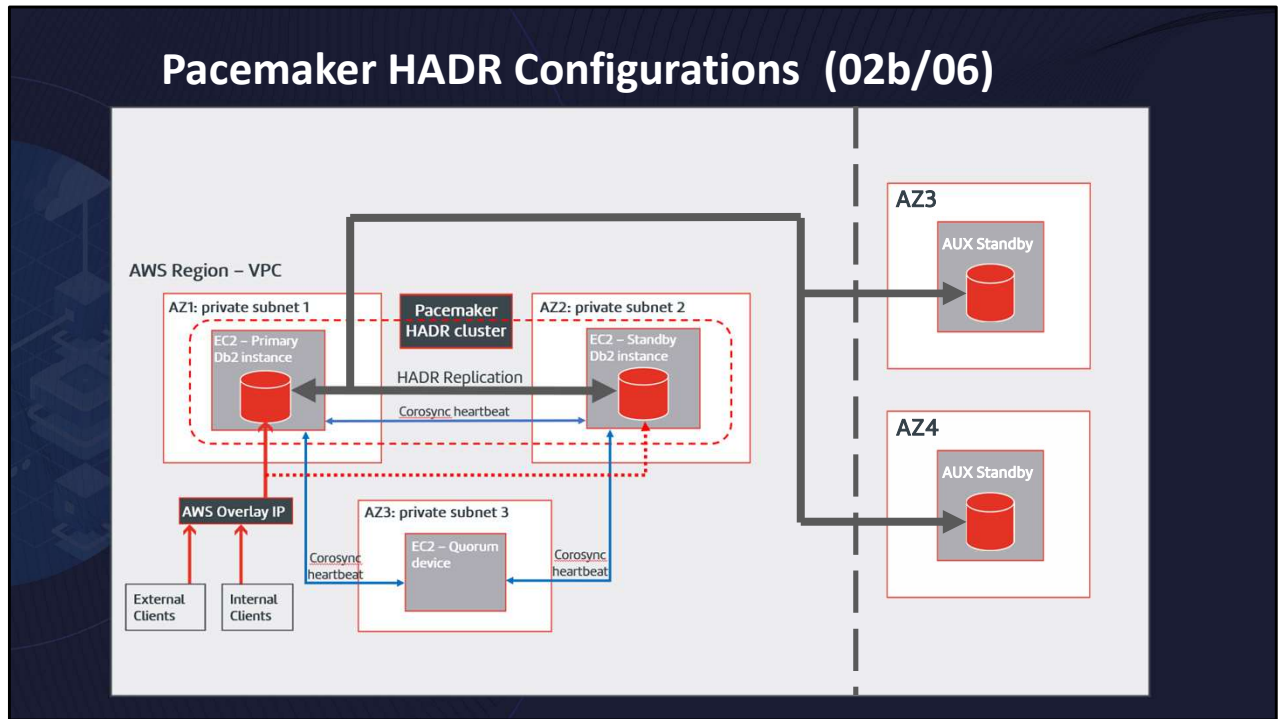 Pacemaker HADR Configurations (02b/06)
AWS Region – VPC
AZ1: private subnet 1
EC2 – Primary
Db2 instance
Pacemaker
HADR cluster
AZ2: private subnet 2
EC2 – Standby
Db2 instance
HADR Replication
Corosync heartbeat
AWS Overlay IP
External
Clients
Internal
Clients
Corosync
heartbeat
AZ3: private subnet 3
EC2 – Quorum
device
Corosync
heartbeat
AZ3
AUX Standby
AZ4
AUX Standby